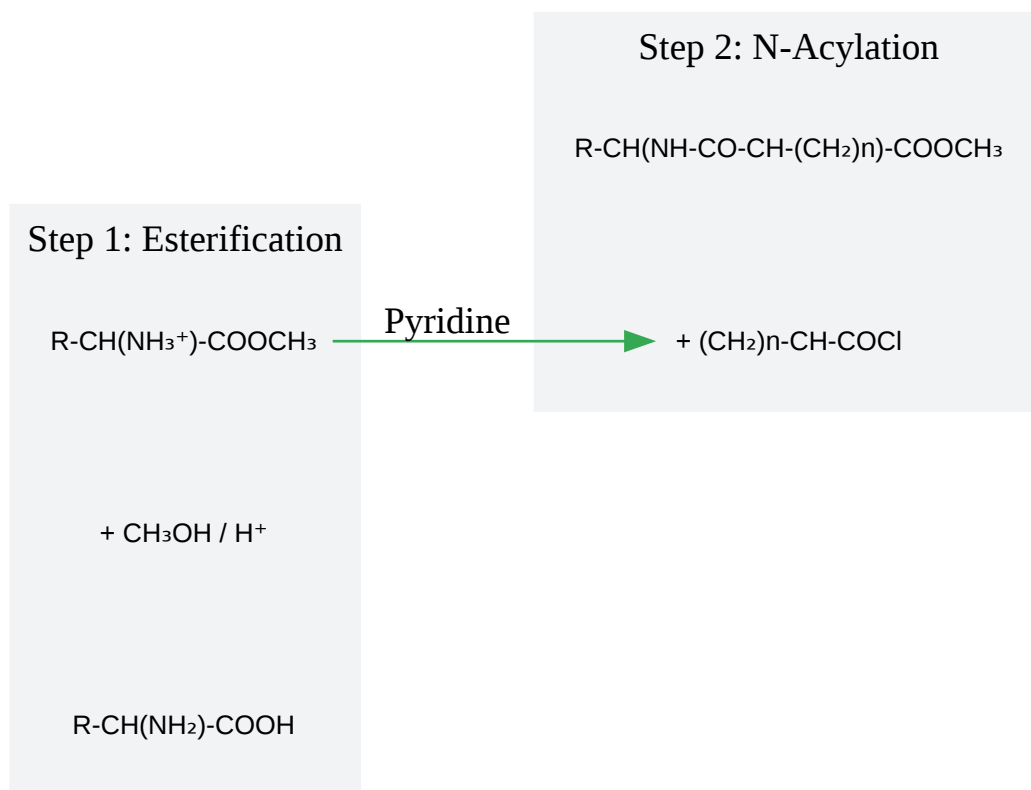 Step 2: N-Acylation
R-CH(NH-CO-CH-(CH₂)n)-COOCH₃
Step 1: Esterification
R-CH(NH₃⁺)-COOCH₃
Pyridine
+ (CH₂)n-CH-COCl
+ CH₃OH / H⁺
R-CH(NH₂)-COOH